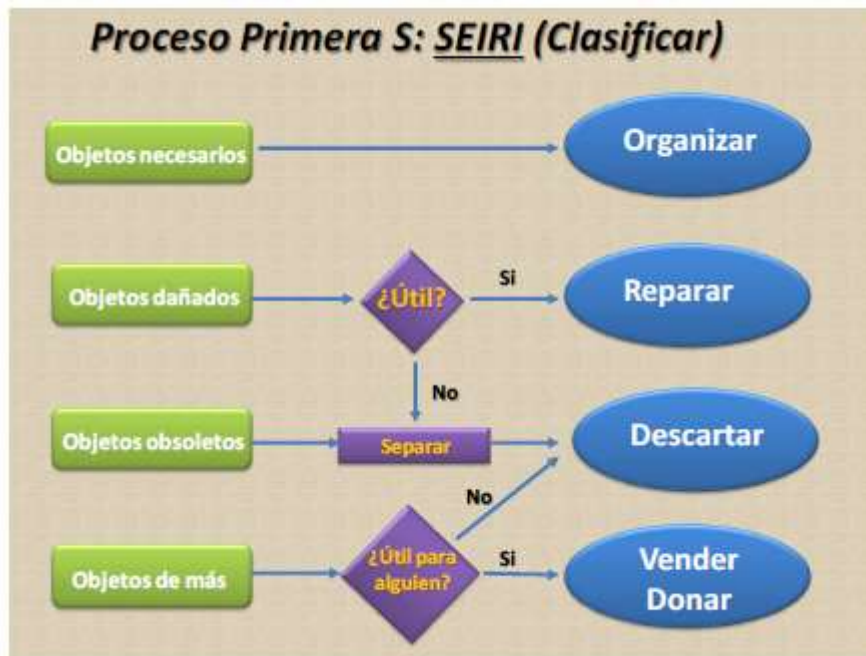 Proceso Primera S: SEIRI (Clasificar)
Objetos necesarios
Organizar
Objetos dañados
¿Útil?
Si
Reparar
No
Objetos obsoletos
Separar
Descartar
No
Objetos de más
¿Útil para
alguien?
Si
Vender
Donar